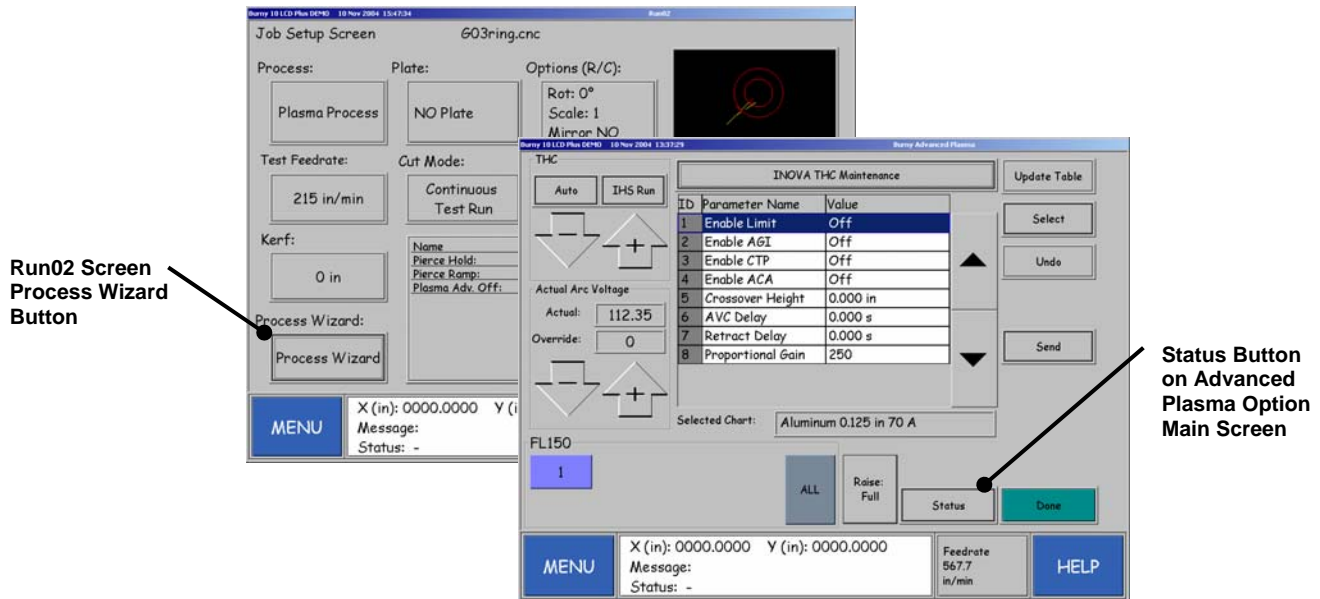 Burny 10 LCD Plus DEMO 10 Nov 2004 15:47:34 Run02
Job Setup Screen G03ring.cnc
Process: Plate: Options (R/C):
Plasma Process
NO Plate
Rot: 0°
Scale: 1
Mirror NO
Test Feedrate: Cut Mode:
215 in/min
Continuous
Test Run
Kerf:
0 in
Name
Pierce Hold:
Pierce Ramp:
Plasma Adv. Off:
Process Wizard:
Process Wizard
MENU
X (in): 0000.0000 Y (i
Message:
Status: -
Run02 Screen
Process Wizard
Button
Burny 10 LCD Plus DEMO 10 Nov 2004 13:37:29 Burny Advanced Plasma
THC
Auto IHS Run
- +
INOVA THC Maintenance
Update Table
ID Parameter Name Value
1 Enable Limit Off
2 Enable AGI Off
3 Enable CTP Off
4 Enable ACA Off
5 Crossover Height 0.000 in
6 AVC Delay 0.000 s
7 Retract Delay 0.000 s
8 Proportional Gain 250
Select
Undo
Send
Actual Arc Voltage
Actual: 112.35
Override: 0
- +
Selected Chart: Aluminum 0.125 in 70 A
FL150
1
ALL
Raise:
Full
Status
Done
MENU
X (in): 0000.0000 Y (in): 0000.0000
Message:
Status: -
Feedrate
567.7
in/min
HELP
Status Button
on Advanced
Plasma Option
Main Screen